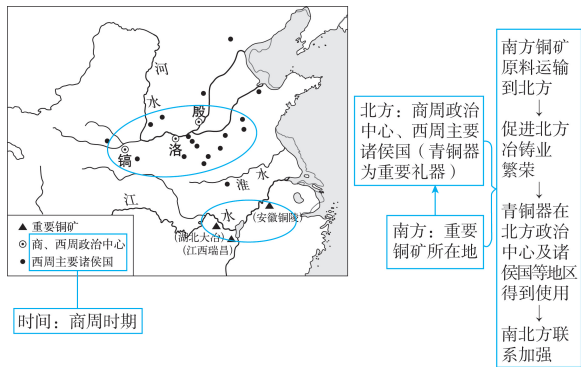 河
水
殷
镐
洛
淮
水
江
水
(安徽铜陵)
(湖北大冶)
(江西瑞昌)
重要铜矿
商、西周政治中心
西周主要诸侯国
时间：商周时期
北方：商周政治
中心、西周主要
诸侯国（青铜器
为重要礼器）
南方：重要
铜矿所在地
南方铜矿
原料运输
到北方
↓
促进北方
冶铸业
繁荣
↓
青铜器在
北方政治
中心及诸
侯国等地区
得到使用
↓
南北方联
系加强